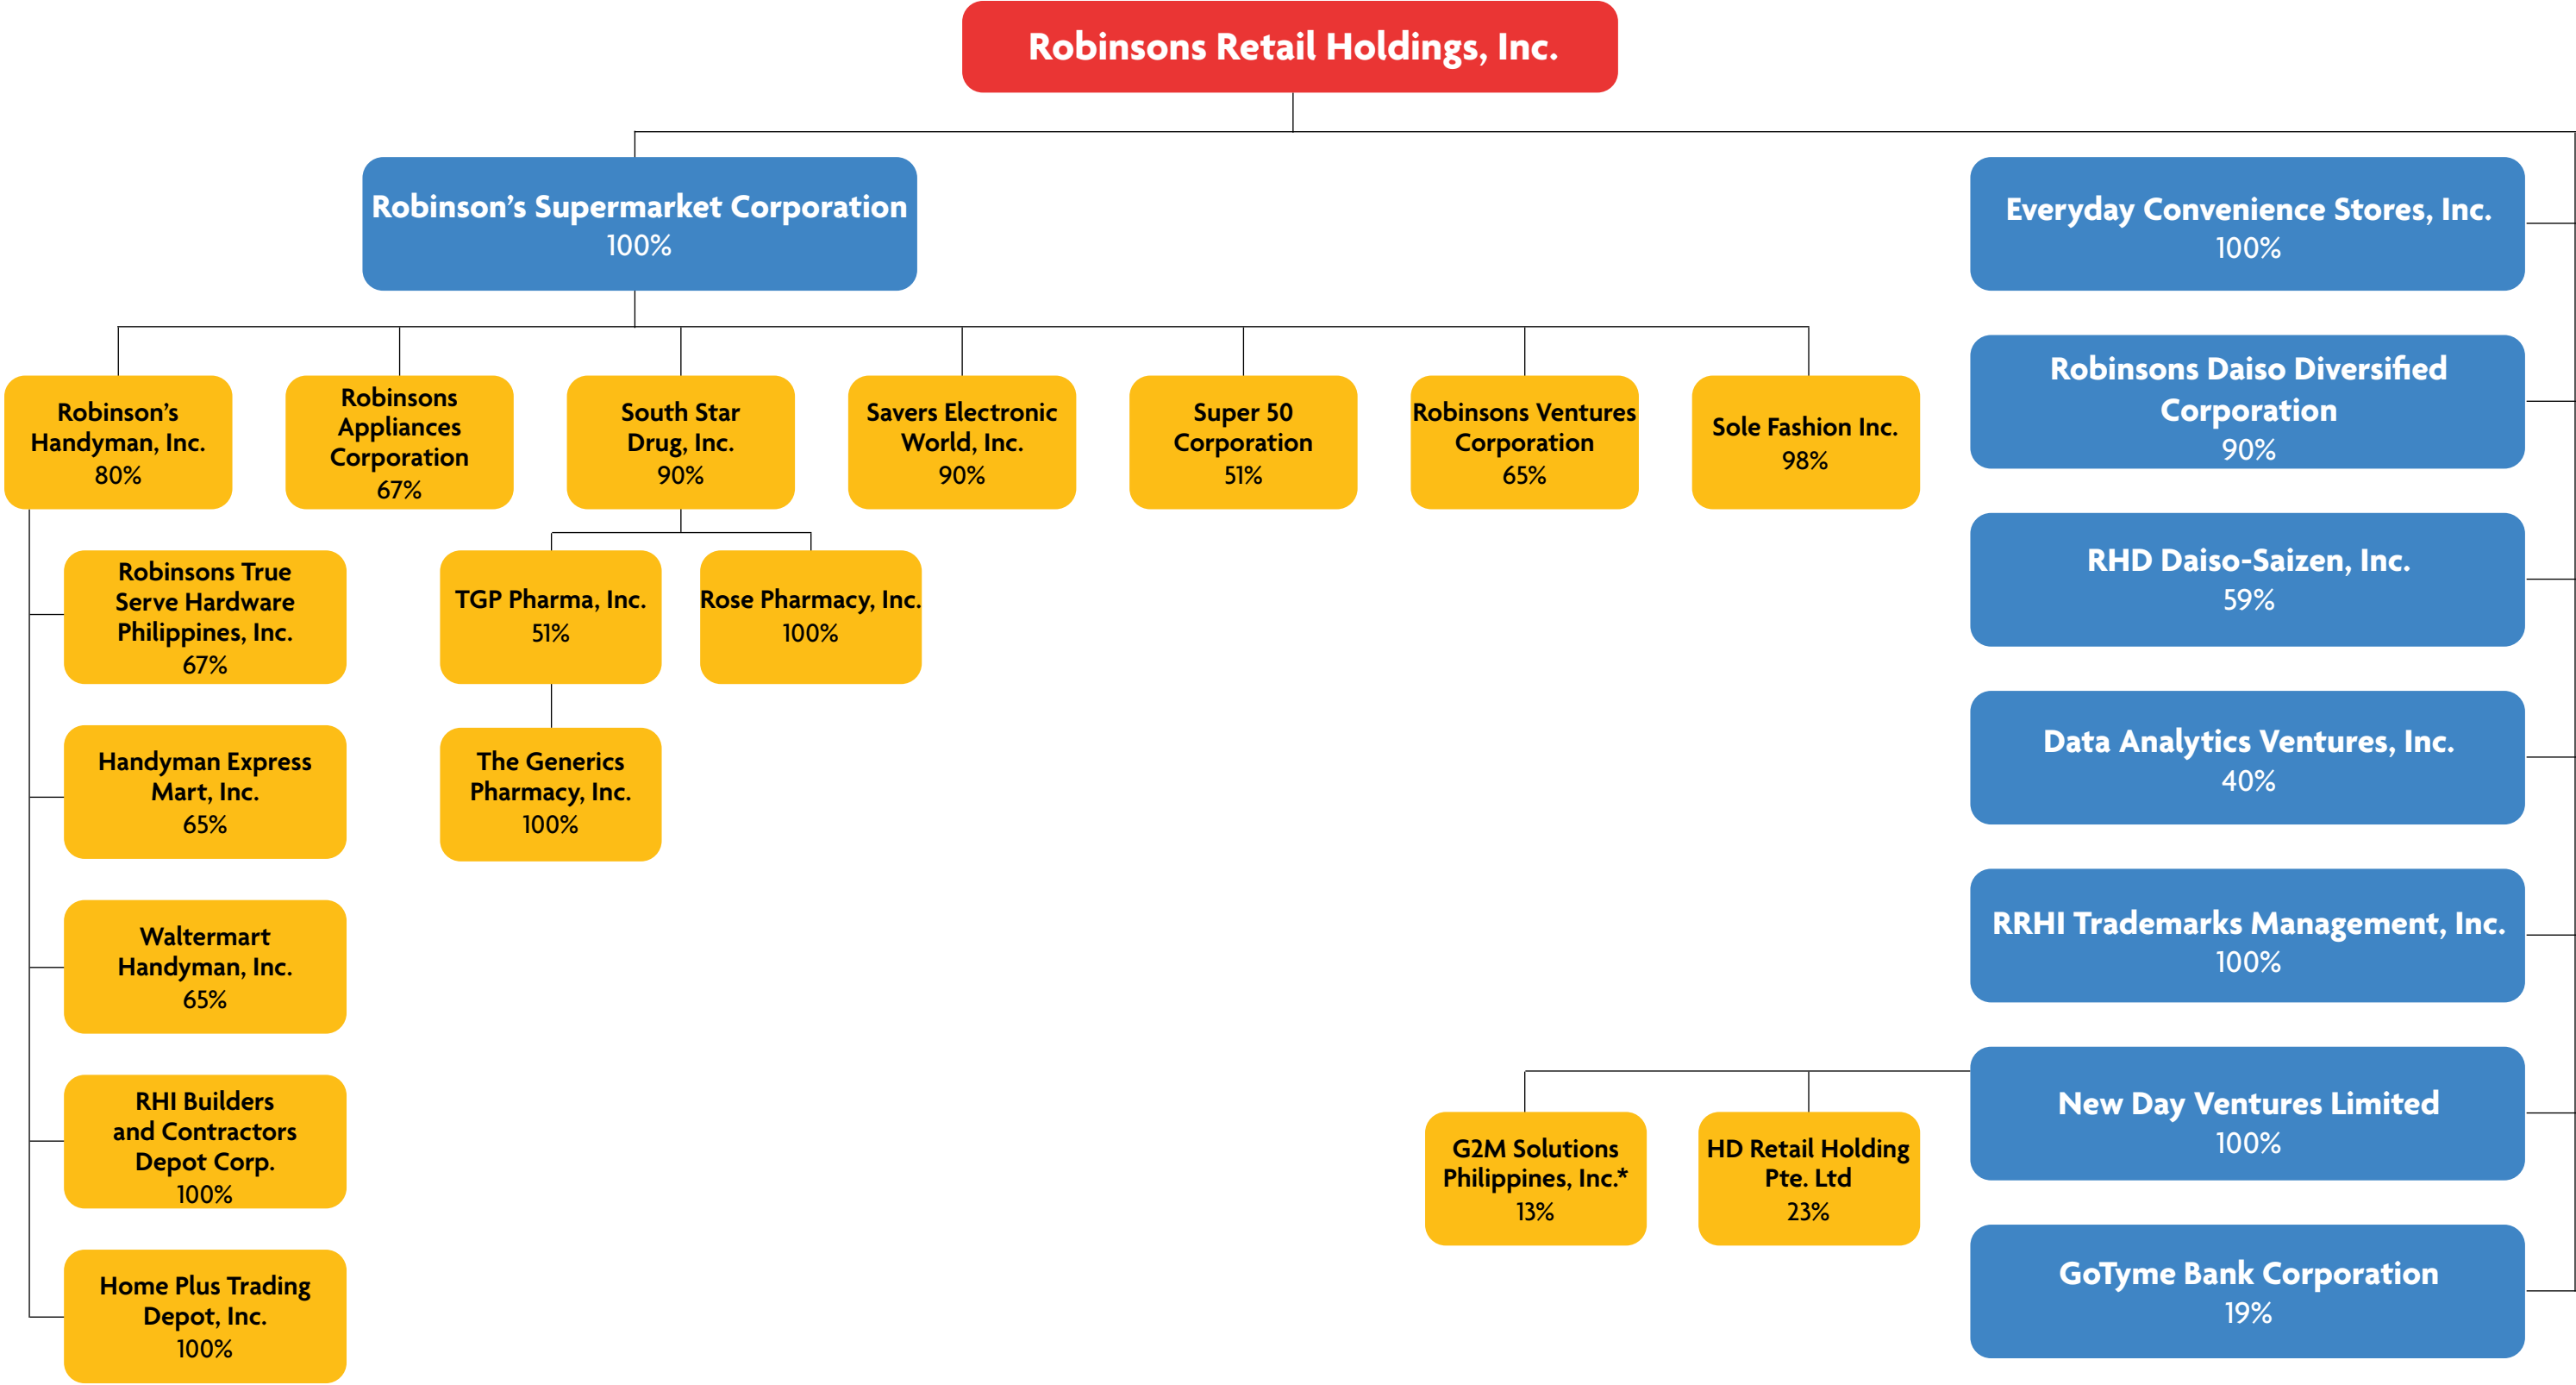 Robinsons Retail Holdings, Inc.
Robinson’s Supermarket Corporation
100%
Robinson’s
Handyman, Inc.
80%
Robinsons
Appliances
Corporation
67%
South Star
Drug, Inc.
90%
Savers Electronic
World, Inc.
90%
Super 50
Corporation
51%
Robinsons Ventures
Corporation
65%
Sole Fashion Inc.
98%
Robinsons True
Serve Hardware
Philippines, Inc.
67%
Handyman Express
Mart, Inc.
65%
Waltermart
Handyman, Inc.
65%
RHI Builders
and Contractors
Depot Corp.
100%
Home Plus Trading
Depot, Inc.
100%
TGP Pharma, Inc.
51%
Rose Pharmacy, Inc.
100%
The Generics
Pharmacy, Inc.
100%
Everyday Convenience Stores, Inc.
100%
Robinsons Daiso Diversified
Corporation
90%
RHD Daiso-Saizen, Inc.
59%
Data Analytics Ventures, Inc.
40%
RRHI Trademarks Management, Inc.
100%
New Day Ventures Limited
100%
G2M Solutions
Philippines, Inc.*
13%
HD Retail Holding
Pte. Ltd
23%
GoTyme Bank Corporation
19%